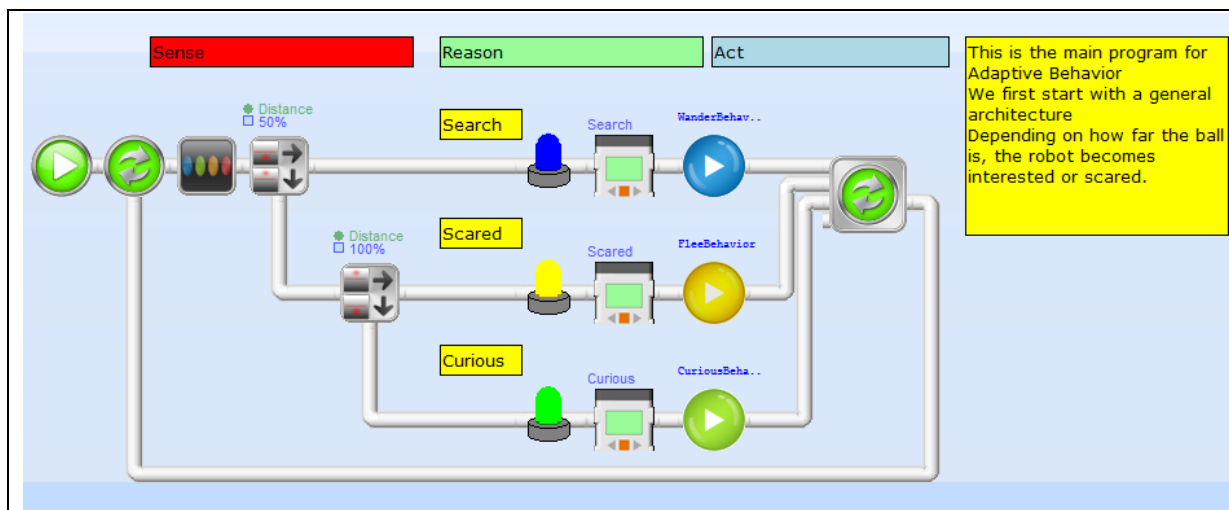 Sense
Reason
Act
This is the main program for
Adaptive Behavior
We first start with a general
architecture
Depending on how far the ball
is, the robot becomes
interested or scared.
Distance
50%
Search
Search
WanderBehav..
Distance
100%
Scared
Scared
FleeBehavior
Curious
Curious
CuriousBeha..